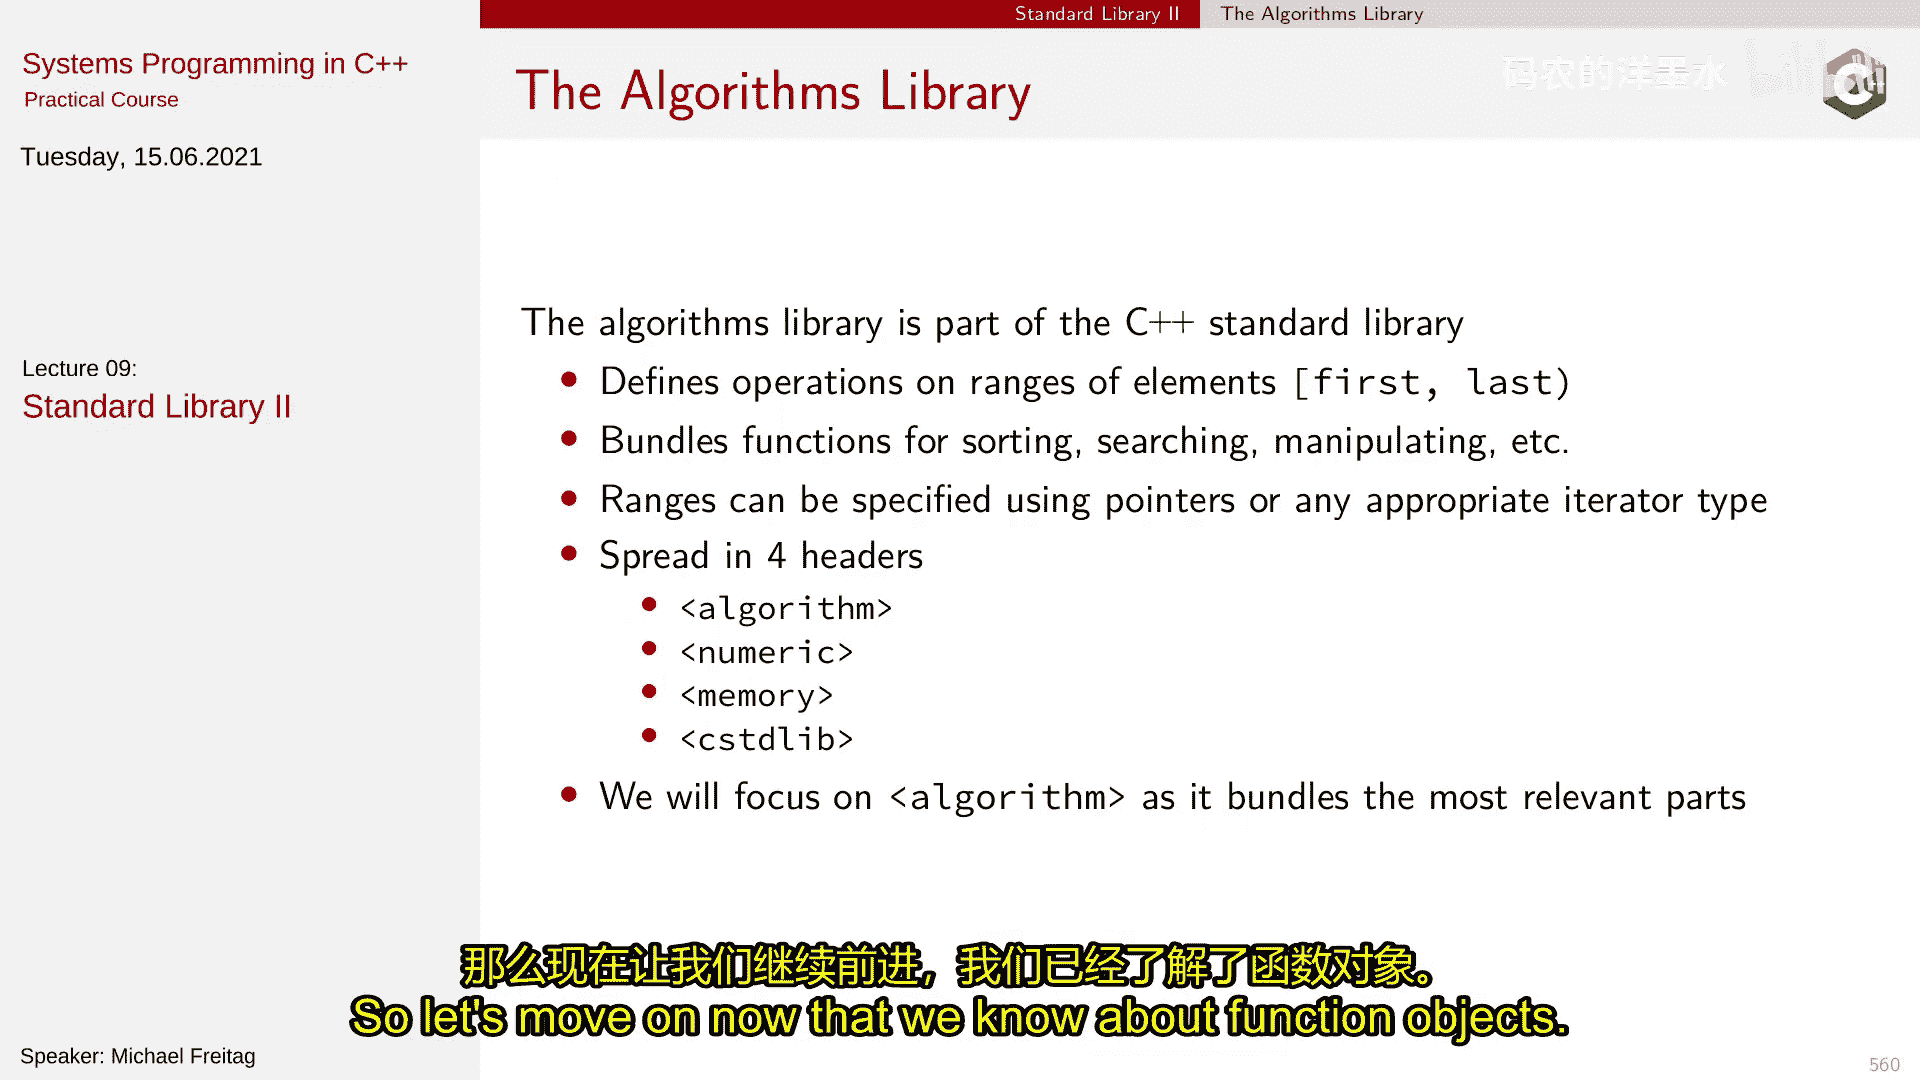 Standard Library II
The Algorithms Library
Systems Programming in C++
Practical Course
Tuesday, 15.06.2021
Lecture 09:
Standard Library II
Speaker: Michael Freitag
The Algorithms Library
码农的洋墨水
The algorithms library is part of the C++ standard library
• Defines operations on ranges of elements [first, last)
• Bundles functions for sorting, searching, manipulating, etc.
• Ranges can be specified using pointers or any appropriate iterator type
• Spread in 4 headers
• <algorithm>
• <numeric>
• <memory>
• <cstdlib>
• We will focus on <algorithm> as it bundles the most relevant parts
那么现在让我们继续前进，我们已经了解了函数对象。
So let's move on now that we know about function objects.
560